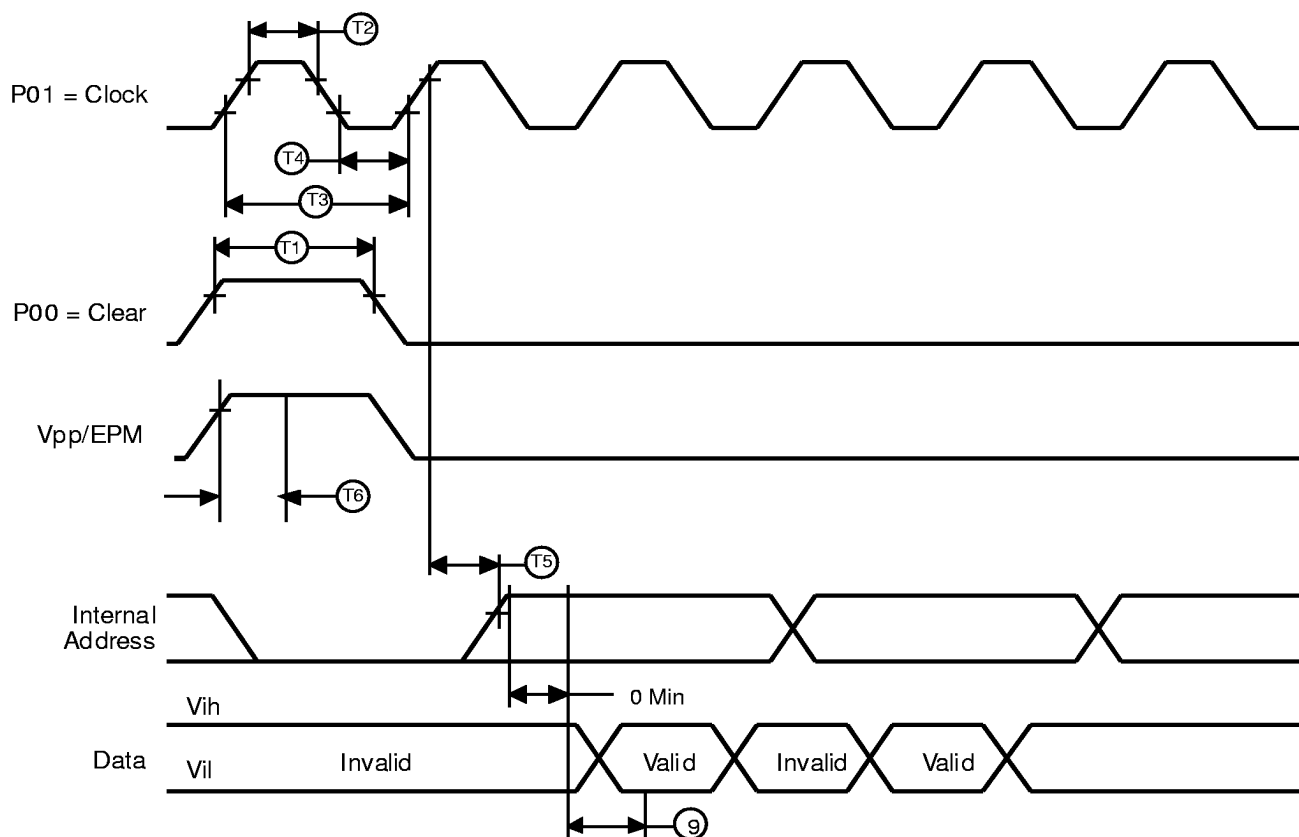 T2
P01 = Clock
T4
T3
T1
P00 = Clear
Vpp/EPM
T6
T5
Internal
Address
0 Min
Vih
Data
Vil
Invalid
Valid
Invalid
Valid
9